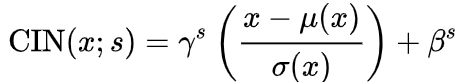 CIN(x; s) = γ^s ( (x − μ(x)) / σ(x) ) + β^s